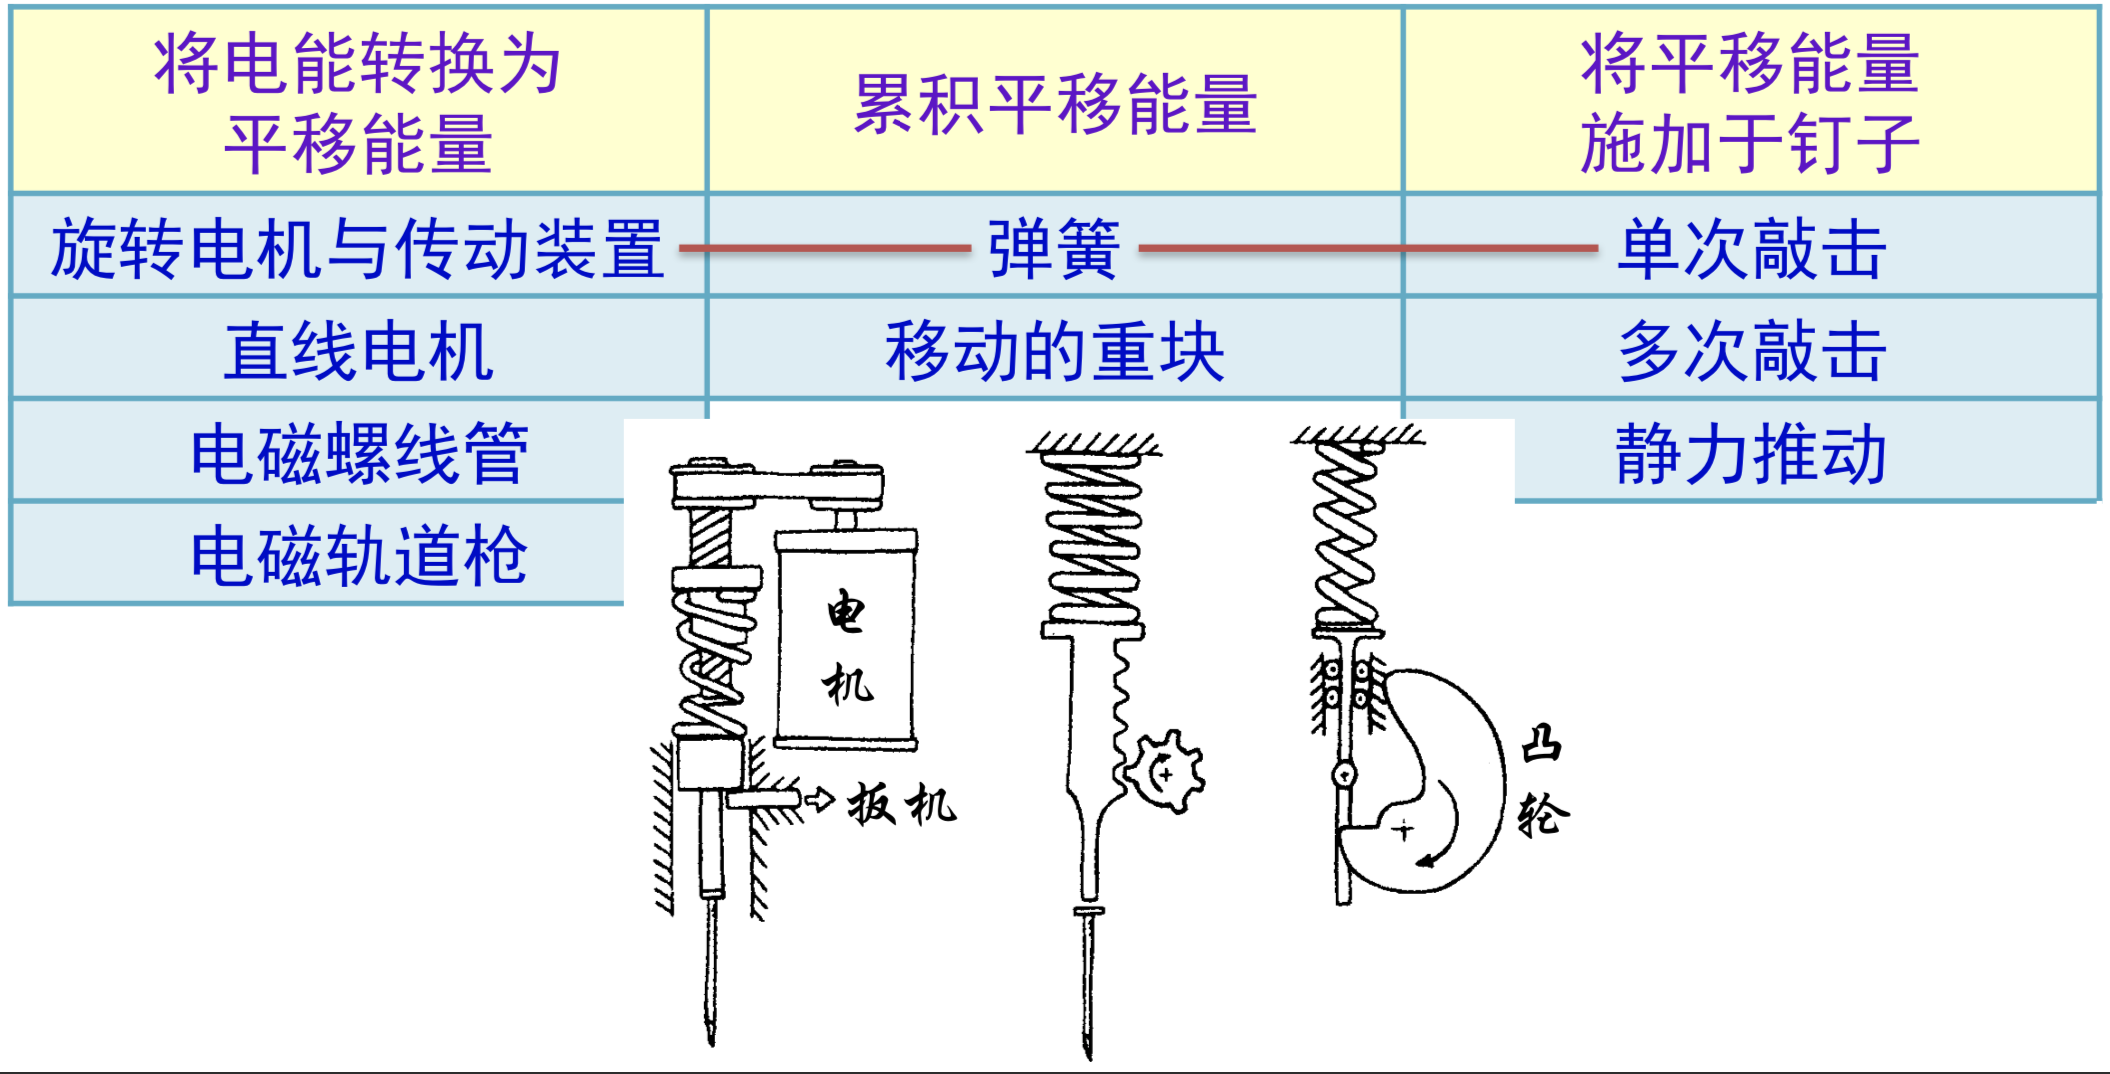 将电能转换为
平移能量
累积平移能量
将平移能量
施加于钉子
旋转电机与传动装置
弹簧
单次敲击
直线电机
移动的重块
多次敲击
电磁螺线管
静力推动
电磁轨道枪
电
机
扳机
凸
轮